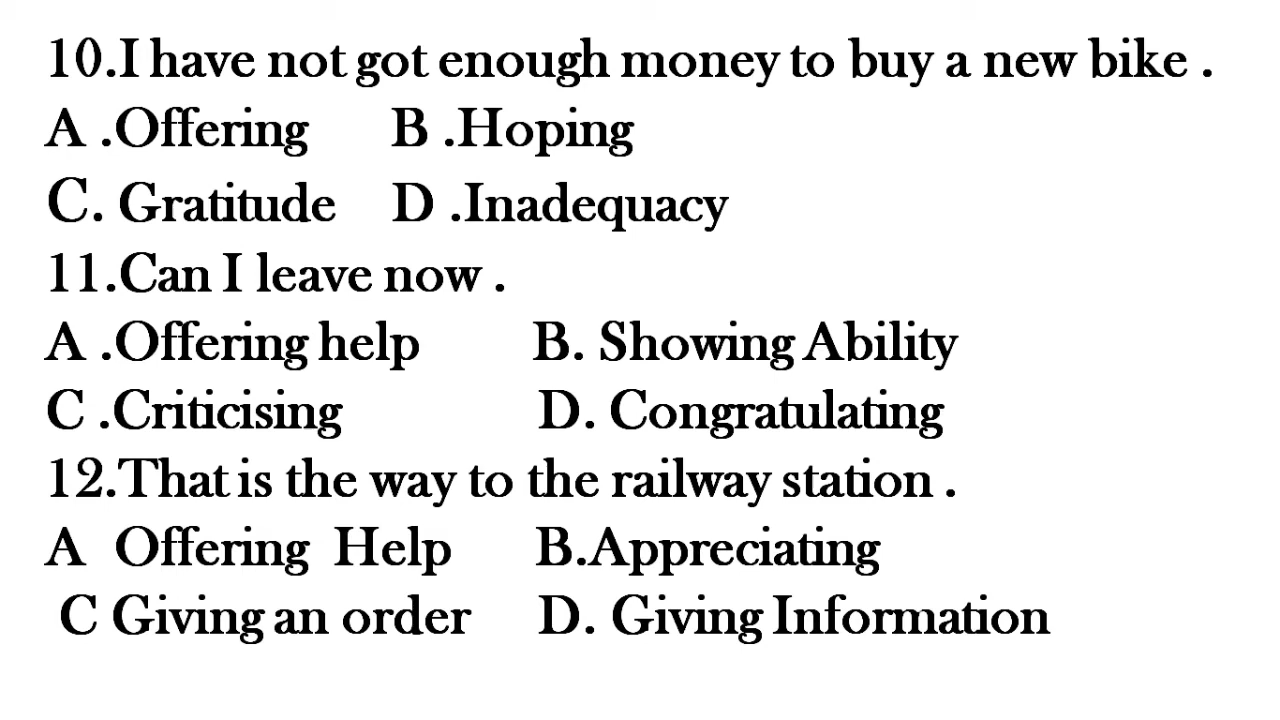 10.I have not got enough money to buy a new bike .
A .Offering B .Hoping
C. Gratitude D .Inadequacy
11.Can I leave now .
A .Offering help B. Showing Ability
C .Criticising D. Congratulating
12.That is the way to the railway station .
A Offering Help B.Appreciating
C Giving an order D. Giving Information